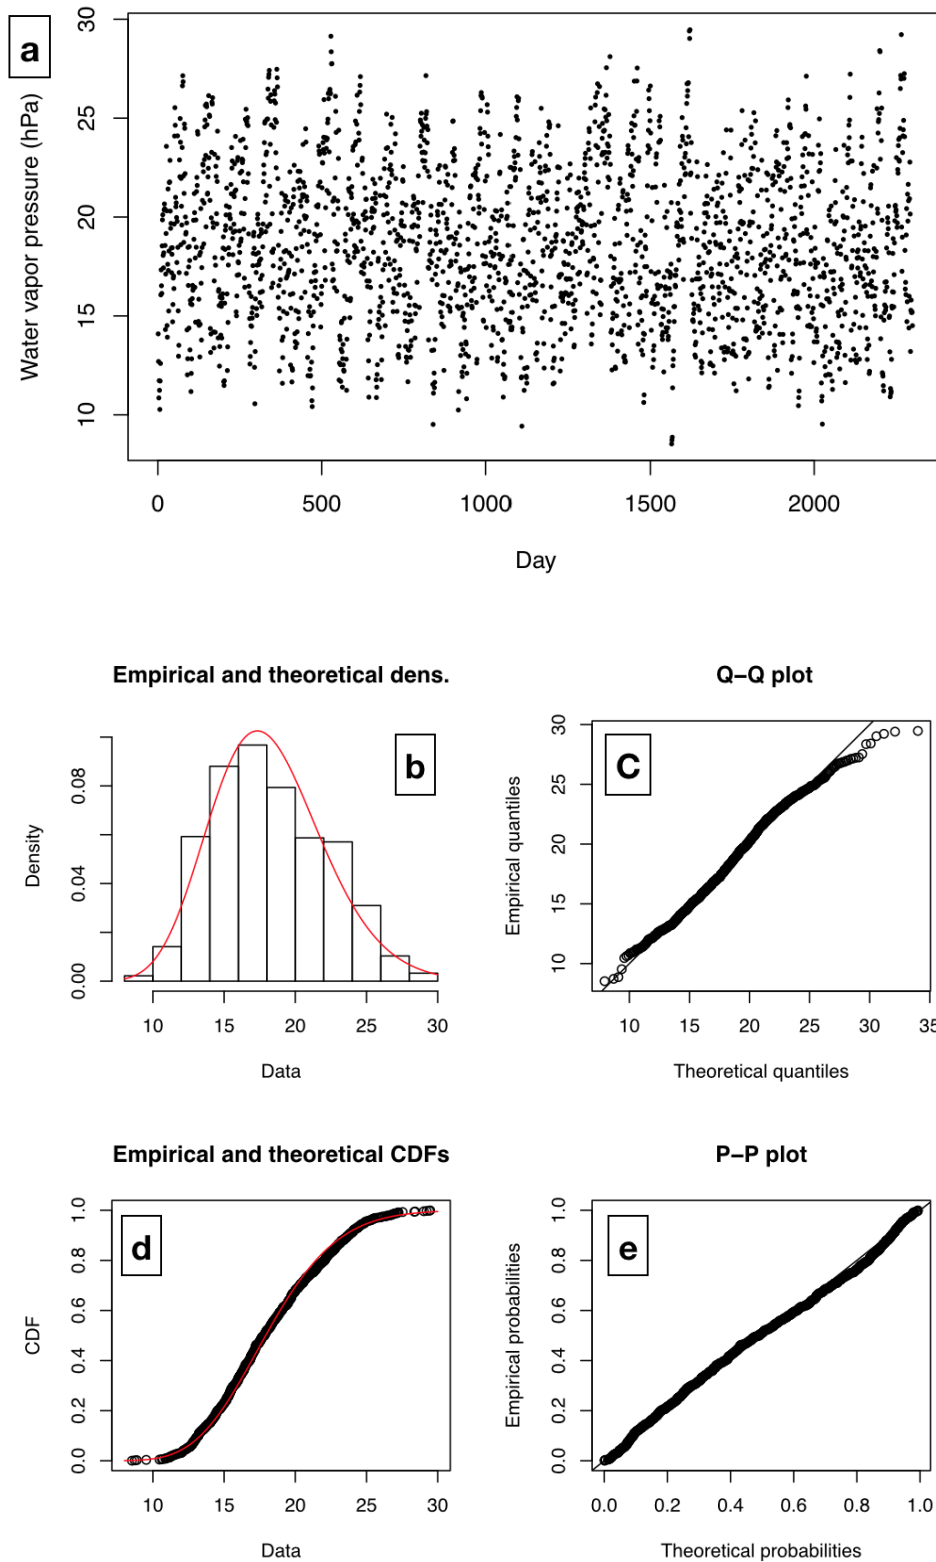 a
Water vapor pressure (hPa)
30
25
20
15
10
0 500 1000 1500 2000
Day
Empirical and theoretical dens.
b
Density
0.08
0.04
0.00
10 15 20 25 30
Data
Q–Q plot
C
Empirical quantiles
30
25
20
15
10
10 15 20 25 30 35
Theoretical quantiles
Empirical and theoretical CDFs
d
CDF
1.0
0.8
0.6
0.4
0.2
0.0
10 15 20 25 30
Data
P–P plot
e
Empirical probabilities
1.0
0.8
0.6
0.4
0.2
0.0
0.0 0.2 0.4 0.6 0.8 1.0
Theoretical probabilities